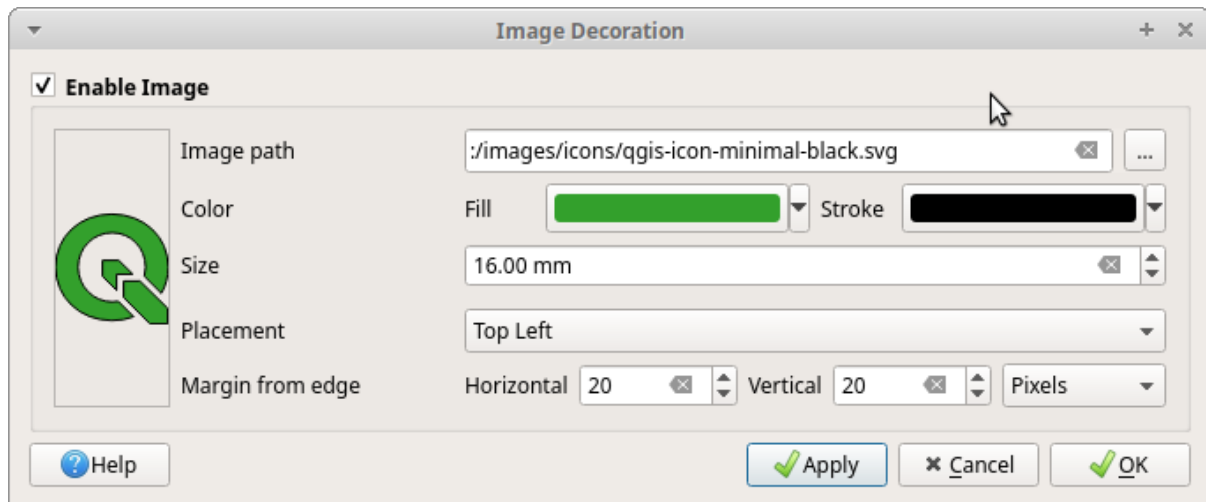 Image Decoration
Enable Image
Image path :/images/icons/qgis-icon-minimal-black.svg ...
Color Fill Stroke
Size 16.00 mm
Placement Top Left
Margin from edge Horizontal 20 Vertical 20 Pixels
Help Apply Cancel OK